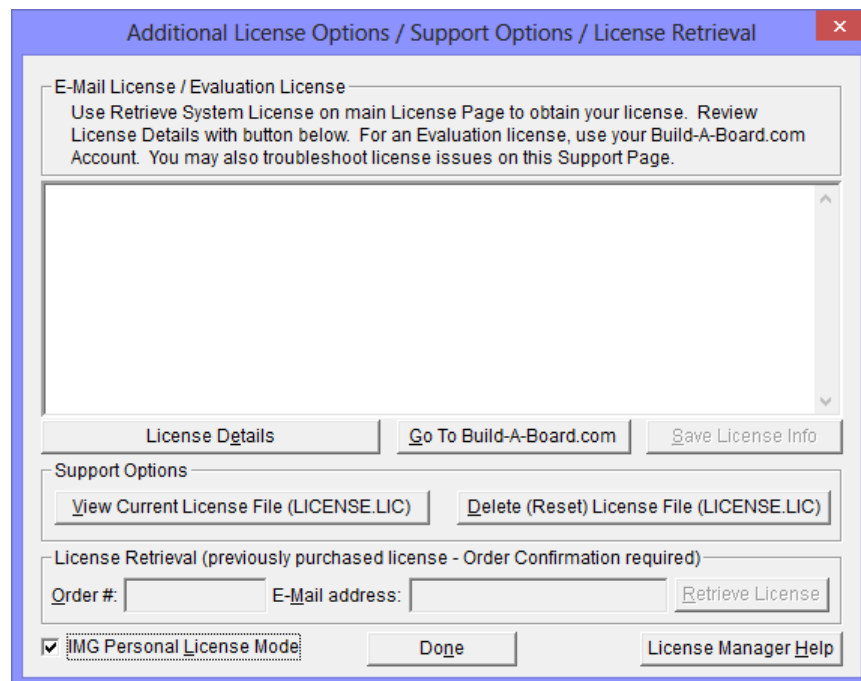 Additional License Options / Support Options / License Retrieval
E-Mail License / Evaluation License
Use Retrieve System License on main License Page to obtain your license. Review
License Details with button below. For an Evaluation license, use your Build-A-Board.com
Account. You may also troubleshoot license issues on this Support Page.
License Details Go To Build-A-Board.com Save License Info
Support Options
View Current License File (LICENSE.LIC) Delete (Reset) License File (LICENSE.LIC)
License Retrieval (previously purchased license - Order Confirmation required)
Order #: E-Mail address: Retrieve License
IMG Personal License Mode Done License Manager Help